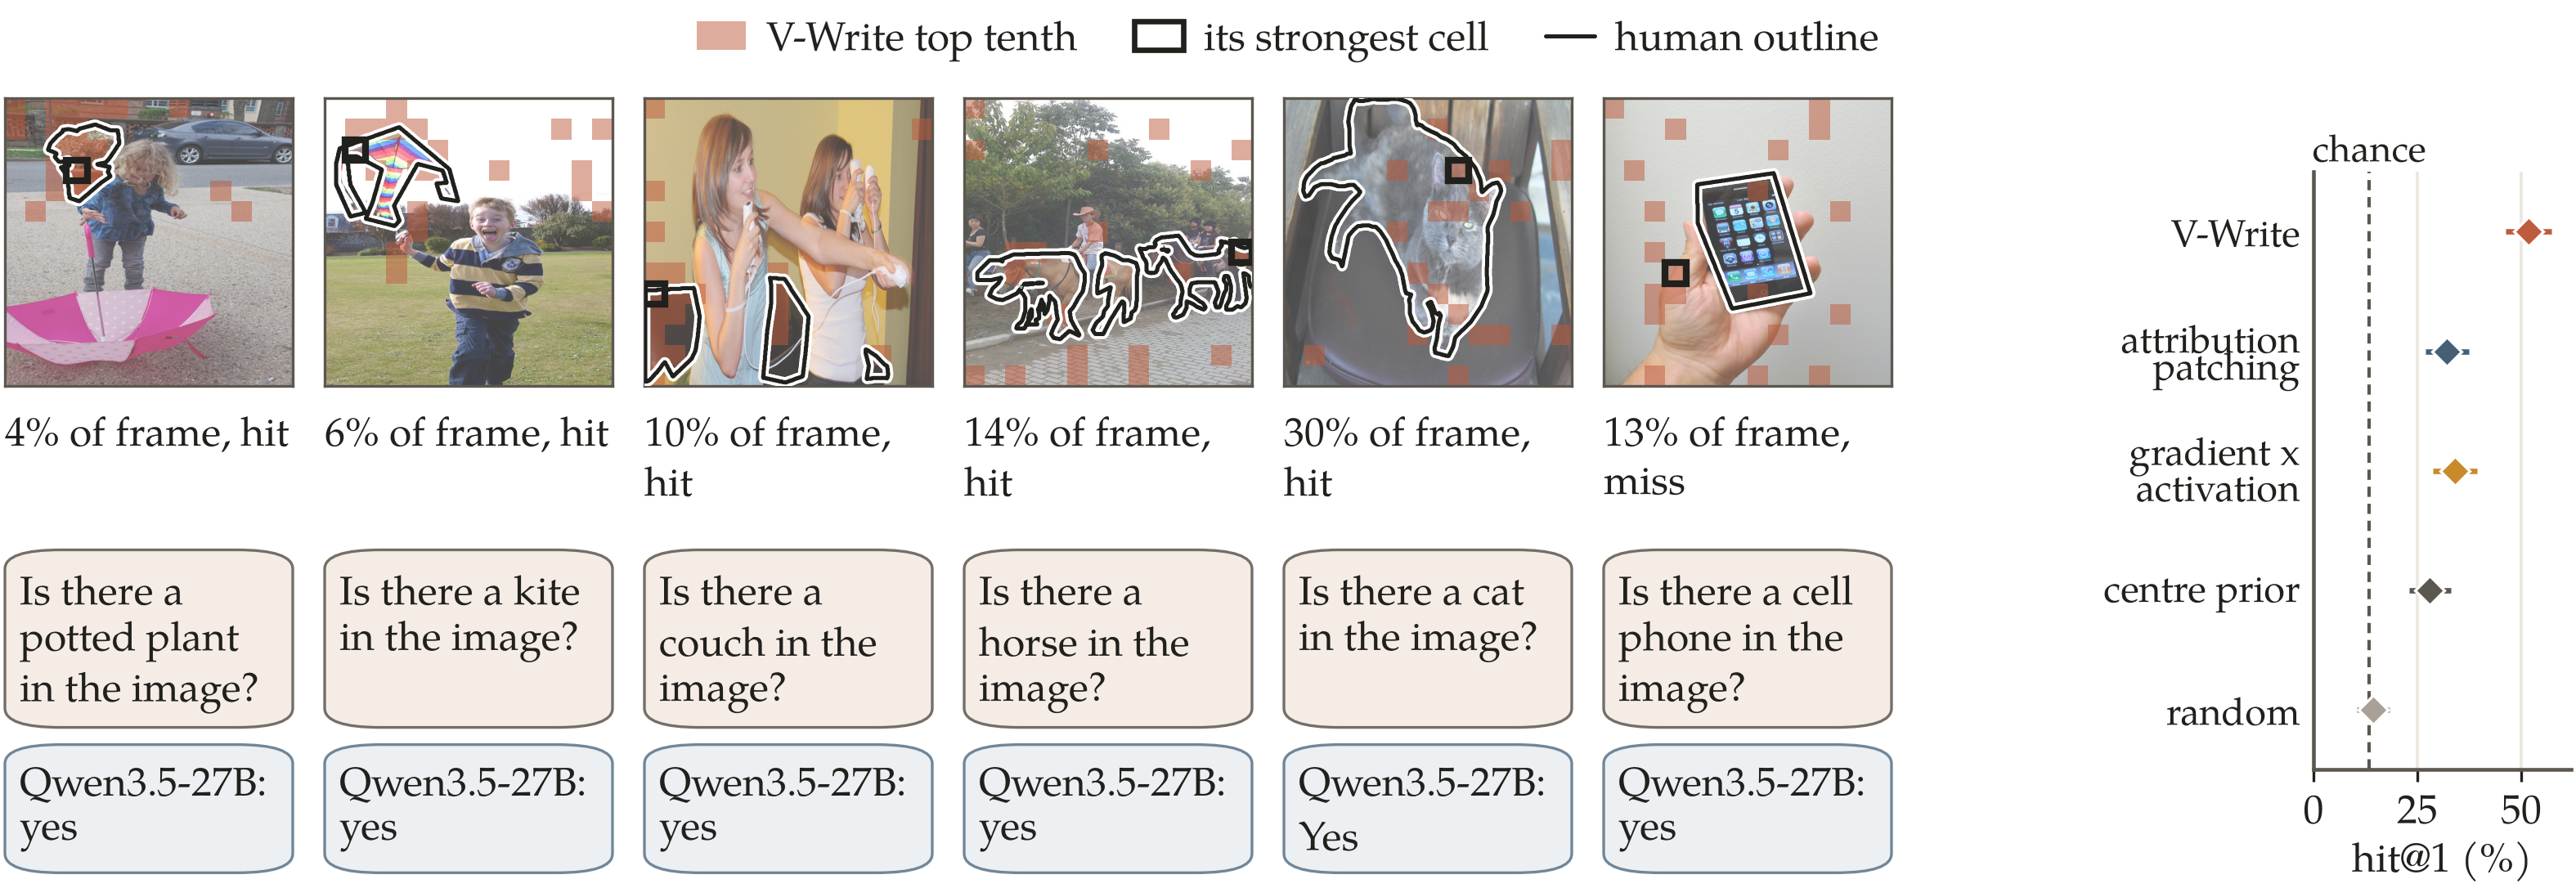 V-Write top tenth
its strongest cell
human outline
4% of frame, hit
6% of frame, hit
10% of frame,
hit
14% of frame,
hit
30% of frame,
hit
13% of frame,
miss
Is there a
potted plant
in the image?
Is there a kite
in the image?
Is there a
couch in the
image?
Is there a
horse in the
image?
Is there a cat
in the image?
Is there a cell
phone in the
image?
Qwen3.5-27B:
yes
Qwen3.5-27B:
yes
Qwen3.5-27B:
yes
Qwen3.5-27B:
yes
Qwen3.5-27B:
Yes
Qwen3.5-27B:
yes
chance
V-Write
attribution
patching
gradient x
activation
centre prior
random
0 25 50
hit@1 (%)